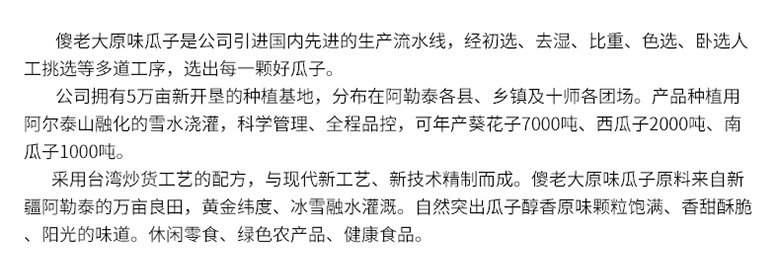 傻老大原味瓜子是公司引进国内先进的生产流水线，经初选、去湿、比重、色选、卧选人
工挑选等多道工序，选出每一颗好瓜子。
公司拥有5万亩新开垦的种植基地，分布在阿勒泰各县、乡镇及十师各团场。产品种植用
阿尔泰山融化的雪水浇灌，科学管理、全程品控，可年产葵花子7000吨、西瓜子2000吨、南
瓜子1000吨。
采用台湾炒货工艺的配方，与现代新工艺、新技术精制而成。傻老大原味瓜子原料来自新
疆阿勒泰的万亩良田，黄金纬度、冰雪融水灌溉。自然突出瓜子醇香原味颗粒饱满、香甜酥脆
、阳光的味道。休闲零食、绿色农产品、健康食品。